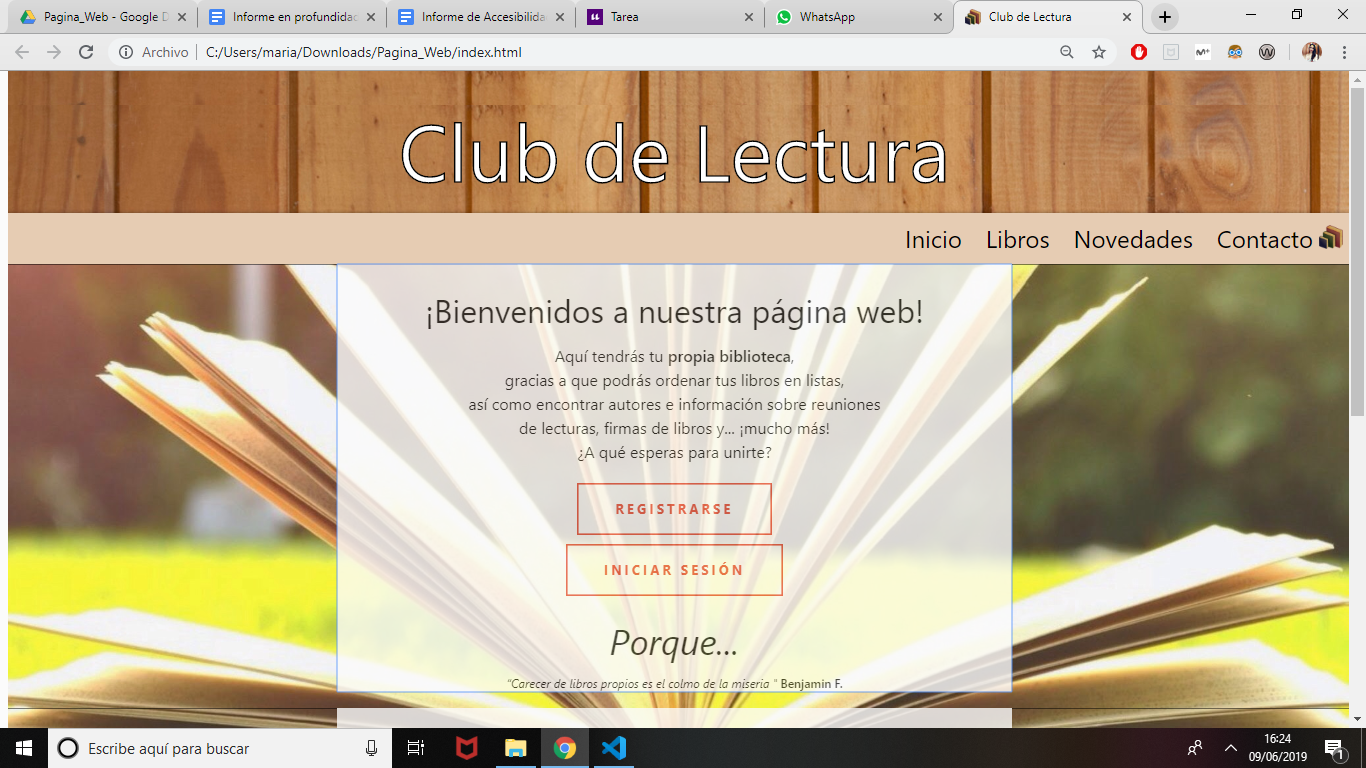 Pagina_Web - Google D
Informe en profundidad
Informe de Accesibilida
Tarea
WhatsApp
Club de Lectura
Archivo
C:/Users/maria/Downloads/Pagina_Web/index.html
Club de Lectura
Inicio Libros Novedades Contacto
¡Bienvenidos a nuestra página web!
Aquí tendrás tu propia biblioteca,
gracias a que podrás ordenar tus libros en listas,
así como encontrar autores e información sobre reuniones
de lecturas, firmas de libros y... ¡mucho más!
¿A qué esperas para unirte?
REGISTRARSE
INICIAR SESIÓN
Porque...
"Carecer de libros propios es el colmo de la miseria " Benjamin F.
Escribe aquí para buscar
16:24
09/06/2019
1